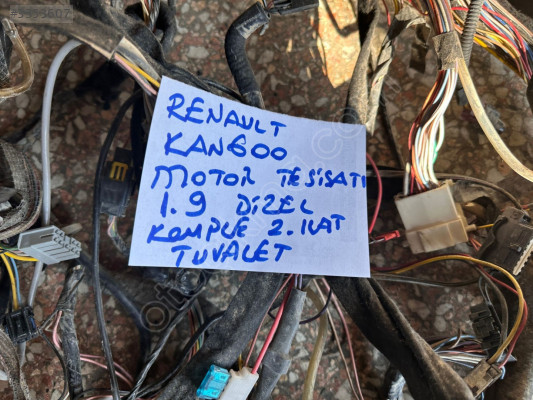 RENAULT
KANGOO
MOTOR TESİSATI
1.9 DİZEL
KOMPLE 2.KAT
TUVALET